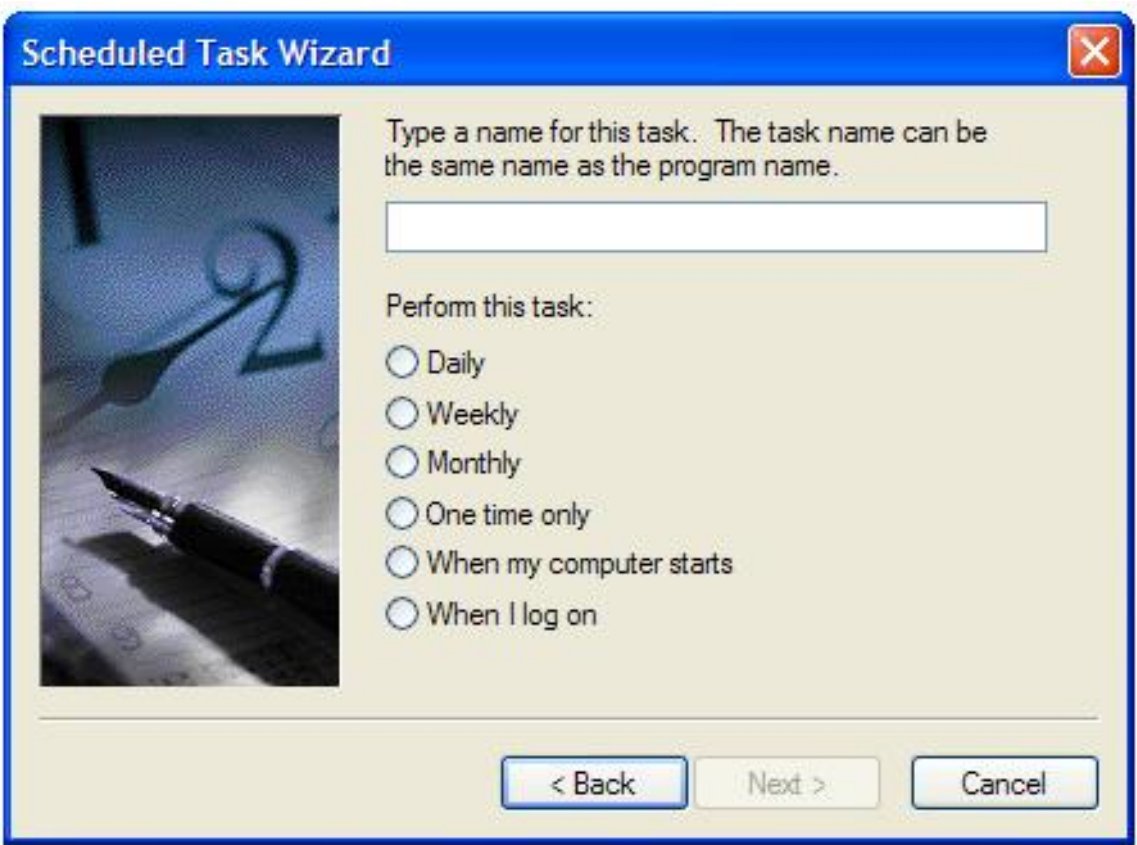 Scheduled Task Wizard
Type a name for this task.  The task name can be
the same name as the program name.
Perform this task:
Daily
Weekly
Monthly
One time only
When my computer starts
When I log on
< Back
Next >
Cancel